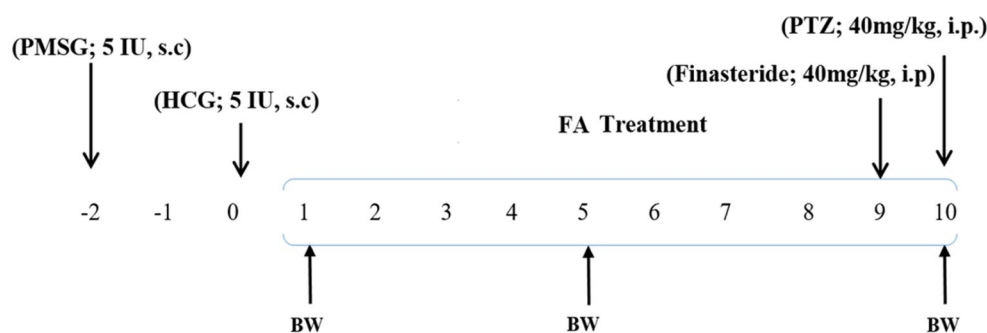 (PTZ; 40mg/kg, i.p.)
(PMSG; 5 IU, s.c)
(Finasteride; 40mg/kg, i.p)
(HCG; 5 IU, s.c)
FA Treatment
-2 -1 0 1 2 3 4 5 6 7 8 9 10
BW BW BW